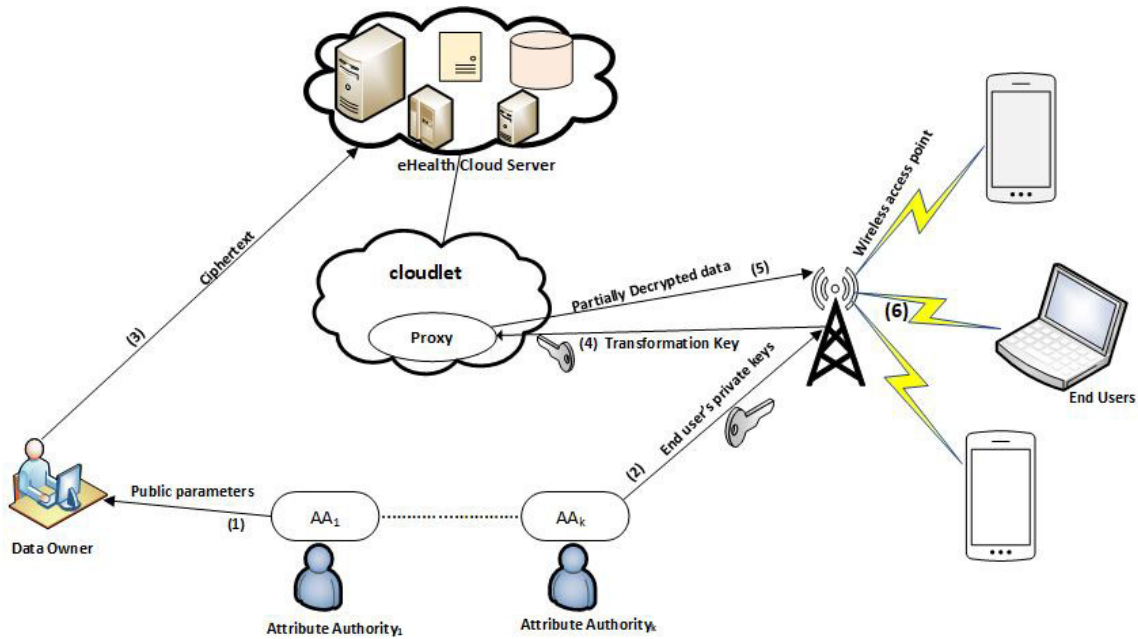 eHealth Cloud Server
Wireless access point
Ciphertext
(3)
cloudlet
Partially Decrypted data (5)
Proxy
(4) Transformation Key
(6)
End Users
(2) End user's private keys
Public parameters
(1)
AA1
AAk
Data Owner
Attribute Authority1
Attribute Authorityk